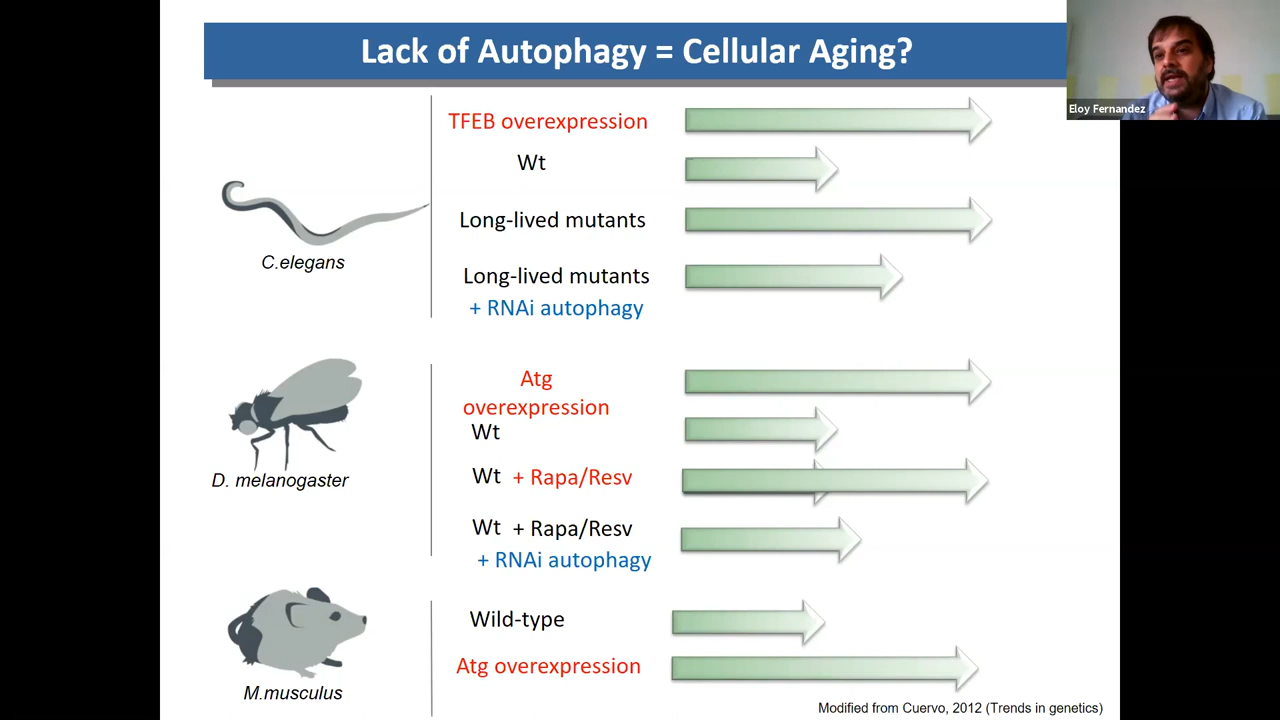 Lack of Autophagy = Cellular Aging?
Eloy Fernandez
TFEB overexpression
Wt
Long-lived mutants
C.elegans
Long-lived mutants
+ RNAi autophagy
Atg
overexpression
Wt
D. melanogaster
Wt + Rapa/Resv
Wt + Rapa/Resv
+ RNAi autophagy
Wild-type
Atg overexpression
M.musculus
Modified from Cuervo, 2012 (Trends in genetics)